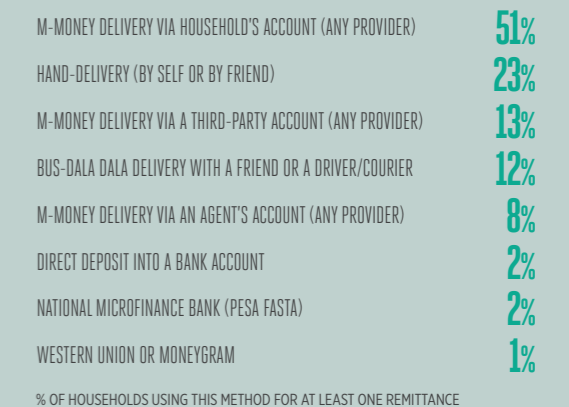 M-MONEY DELIVERY VIA HOUSEHOLD'S ACCOUNT (ANY PROVIDER) 51%
HAND-DELIVERY (BY SELF OR BY FRIEND) 23%
M-MONEY DELIVERY VIA A THIRD-PARTY ACCOUNT (ANY PROVIDER) 13%
BUS-DALA DALA DELIVERY WITH A FRIEND OR A DRIVER/COURIER 12%
M-MONEY DELIVERY VIA AN AGENT'S ACCOUNT (ANY PROVIDER) 8%
DIRECT DEPOSIT INTO A BANK ACCOUNT 2%
NATIONAL MICROFINANCE BANK (PESA FASTA) 2%
WESTERN UNION OR MONEYGRAM 1%
% OF HOUSEHOLDS USING THIS METHOD FOR AT LEAST ONE REMITTANCE